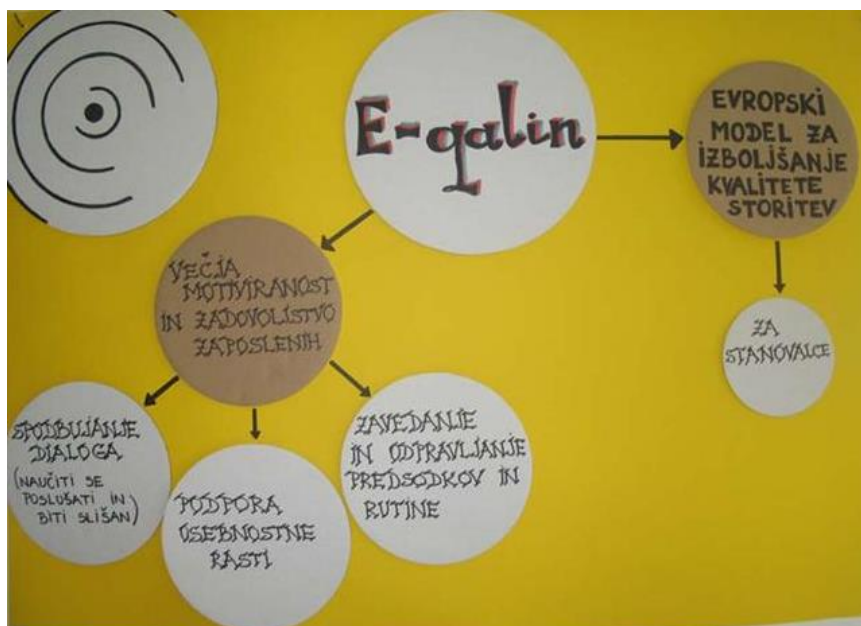 E-qalin
EVROPSKI
MODEL ZA
IZBOLJŠANJE
KVALITETE
STORITEV
ZA
STANOVALCE
VEČJA
MOTIVIRANOST
IN ZADOVOLJSTVO
ZAPOSLENIH
SPODBUJANJE
DIALOGA
(NAUČITI SE
POSLUŠATI IN
BITI SLIŠAN)
PODPORA
OSEBNOSTNE
RASTI
ZAVEDANJE
IN ODPRAVLJANJE
PREDSODKOV IN
RUTINE